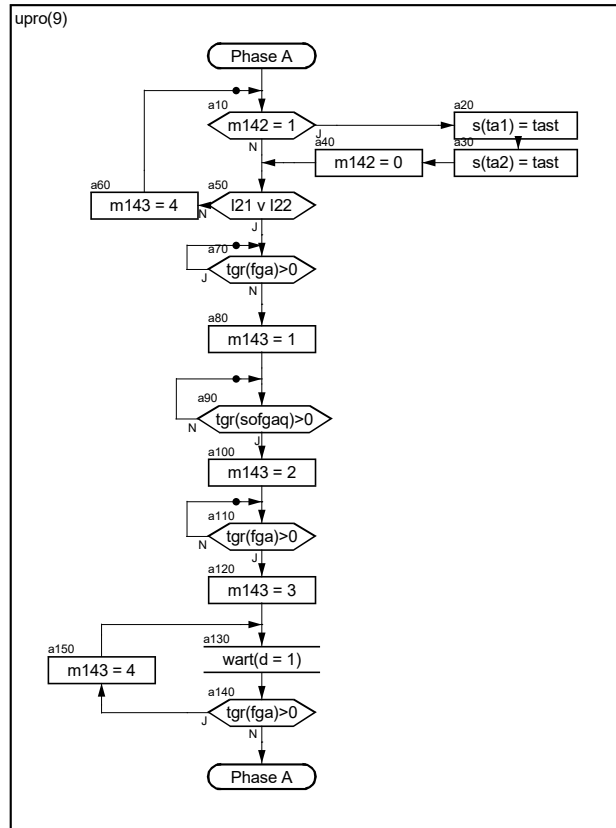 upro(9)
Phase A
a10
m142 = 1
J
N
a20
s(ta1) = tast
a30
s(ta2) = tast
a40
m142 = 0
a50
l21 v l22
N
J
a60
m143 = 4
a70
tgr(fga)>0
J
N
a80
m143 = 1
a90
tgr(sofgaq)>0
N
J
a100
m143 = 2
a110
tgr(fga)>0
N
J
a120
m143 = 3
a130
wart(d = 1)
a150
m143 = 4
a140
tgr(fga)>0
J
N
Phase A